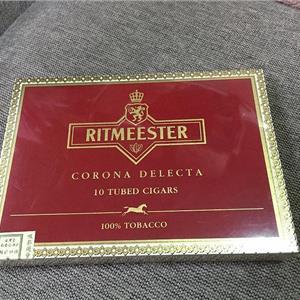 RITMEESTER
CORONA DELECTA
10 TUBED CIGARS
100% TOBACCO